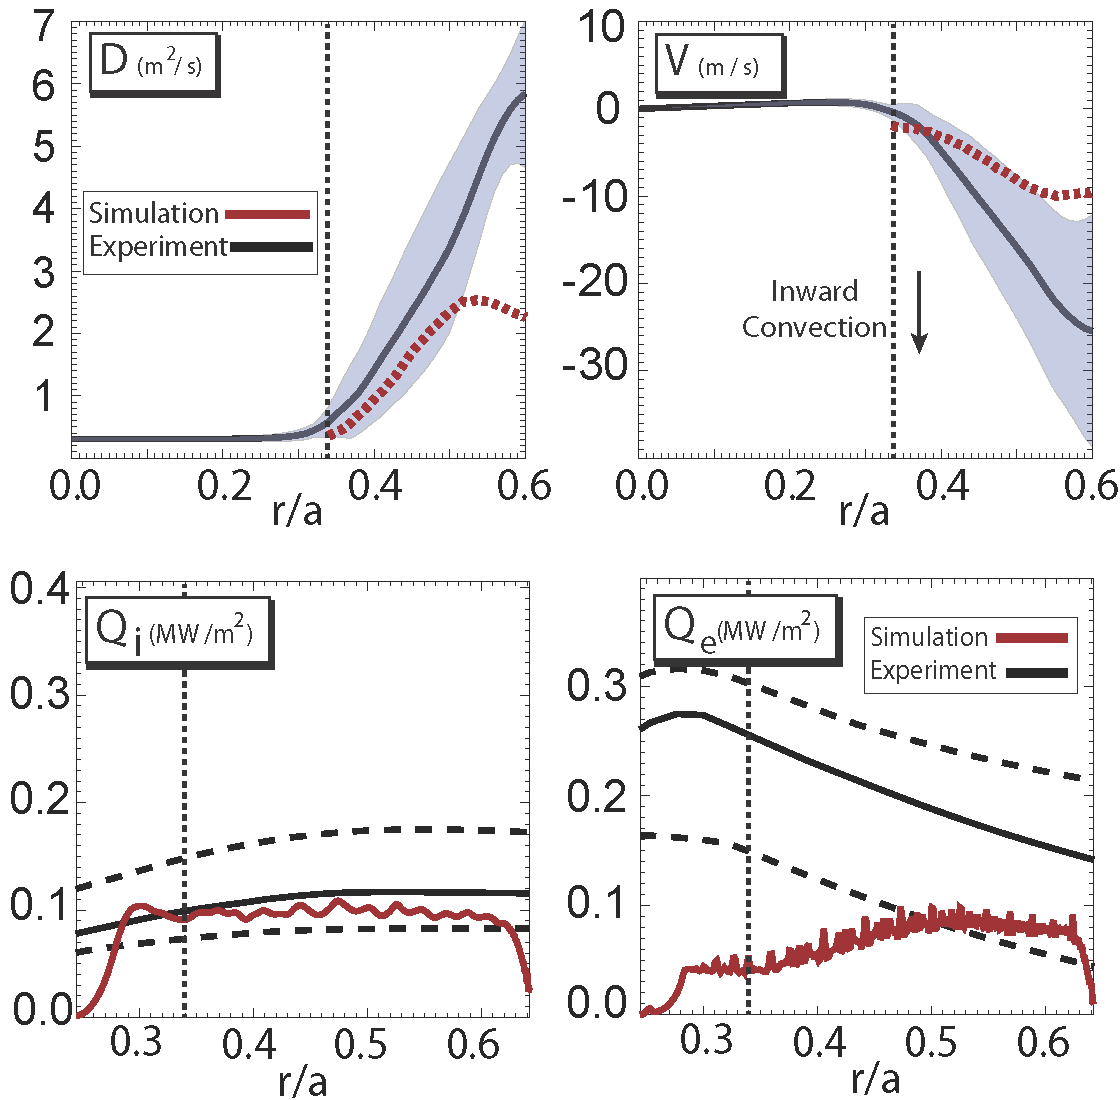 7
6
5
4
3
2
1
D (m²/s)
Simulation
Experiment
0.0 0.2 0.4 0.6
r/a
10
0
-10
-20
-30
V (m/s)
Inward
Convection
0.0 0.2 0.4 0.6
r/a
0.4
0.3
0.2
0.1
0.0
Qi (MW/m²)
0.3 0.4 0.5 0.6
r/a
0.3
0.2
0.1
0.0
Qe (MW/m²)
Simulation
Experiment
0.3 0.4 0.5 0.6
r/a